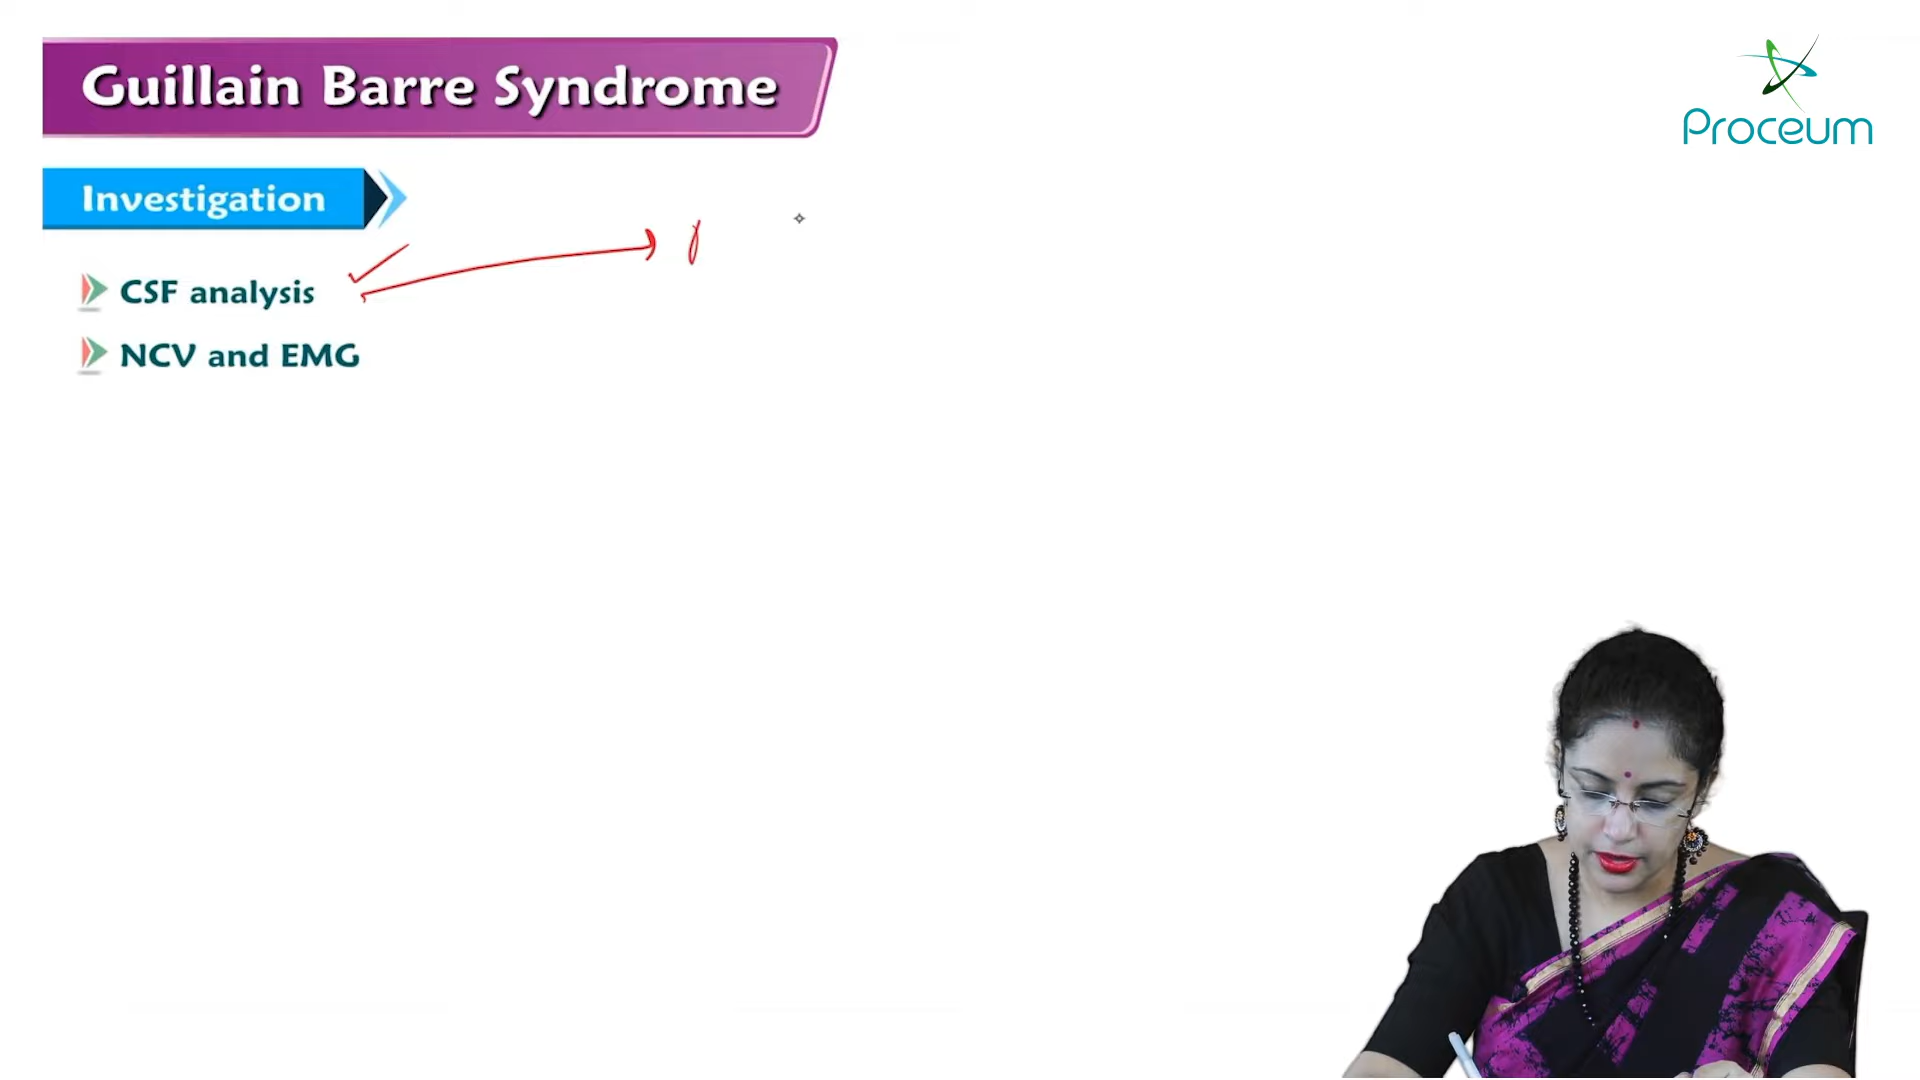 Guillain Barre Syndrome
Proceum
Investigation
CSF analysis
NCV and EMG